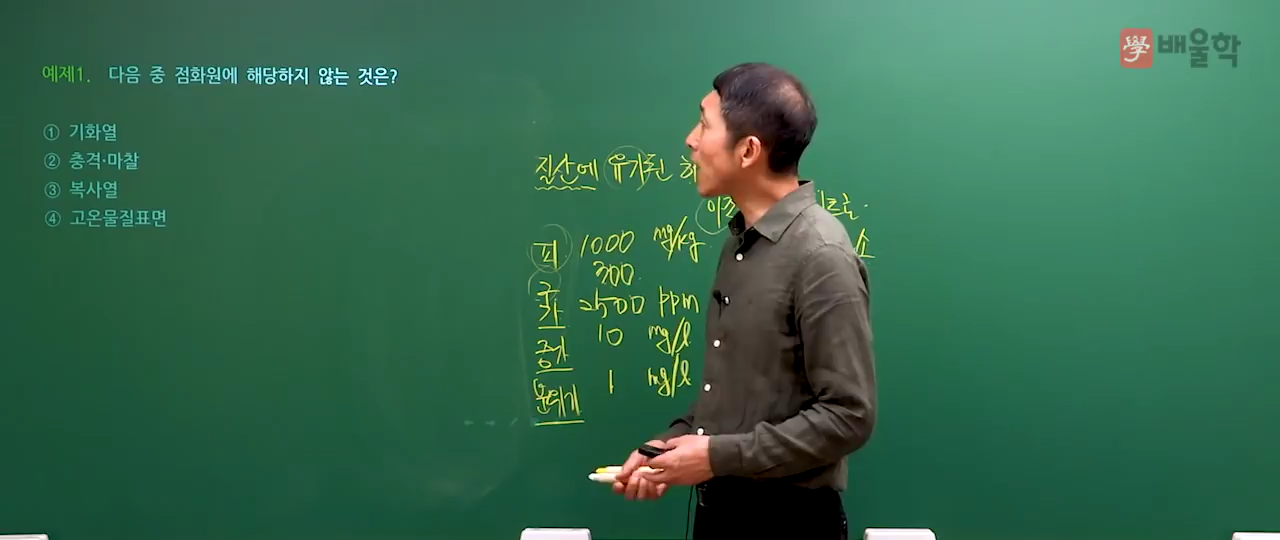 學 배울학
예제1. 다음 중 점화원에 해당하지 않는 것은?
① 기화열
② 충격·마찰
③ 복사열
④ 고온물질표면
질산에 유기된
피 1000 mg/kg
300
가 2500 ppm
증가 10 mg/l
1 mg/l